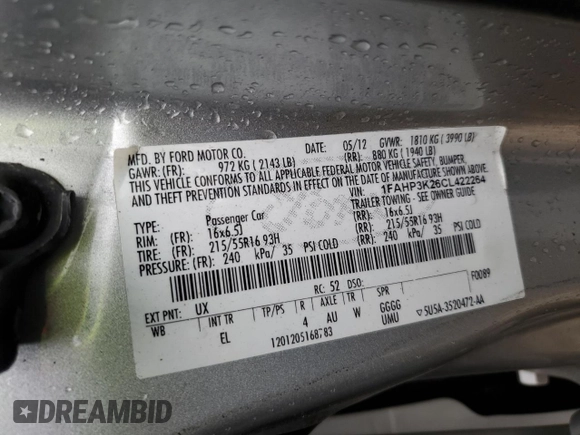 MFD. BY FORD MOTOR CO. DATE: 05/12 GVWR: 1810 KG ( 3990 LB)
GAWR: (FR): 972 KG ( 2143 LB) (RR): 880 KG ( 1940 LB)
THIS VEHICLE CONFORMS TO ALL APPLICABLE FEDERAL MOTOR VEHICLE SAFETY, BUMPER,
AND THEFT PREVENTION STANDARDS IN EFFECT ON THE DATE OF MANUFACTURE SHOWN ABOVE.
VIN: 1FAHP3K26CL422264
TYPE: Passenger Car TRAILER TOWING - SEE OWNER GUIDE
RIM: (FR): 16x6.5J (RR): 16x6.5J
TIRE: (FR): 215/55R16 93H (RR): 215/55R16 93H
PRESSURE: (FR): 240 kPa/ 35 PSI COLD (RR): 240 kPa/ 35 PSI COLD
F0089
EXT PNT: UX RC: 52 DSO:
WB INT TR TP/PS R AXLE TR SPR
EL 4 AU W GGGG
UMU
1201205168783
5U5A-3520472-AA
DREAMBID